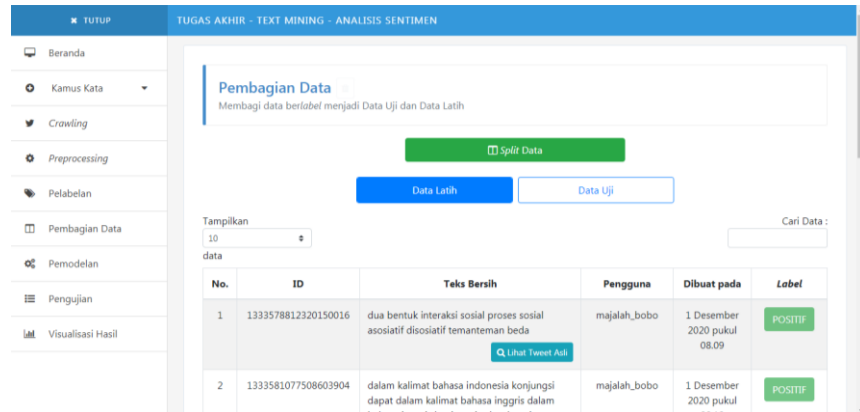 ✖ TUTUP
TUGAS AKHIR - TEXT MINING - ANALISIS SENTIMEN
Beranda
Kamus Kata
Crawling
Preprocessing
Pelabelan
Pembagian Data
Pemodelan
Pengujian
Visualisasi Hasil
Pembagian Data
Membagi data berlabel menjadi Data Uji dan Data Latih
Split Data
Data Latih
Data Uji
Tampilkan
10
data
Cari Data :
No.
ID
Teks Bersih
Pengguna
Dibuat pada
Label
1
1333578812320150016
dua bentuk interaksi sosial proses sosial
asosiatif disosiatif temanteman beda
Lihat Tweet Asli
majalah_bobo
1 Desember
2020 pukul
08.09
POSITIF
2
1333581077508603904
dalam kalimat bahasa indonesia konjungsi
dapat dalam kalimat bahasa inggris dalam
majalah_bobo
1 Desember
2020 pukul
POSITIF